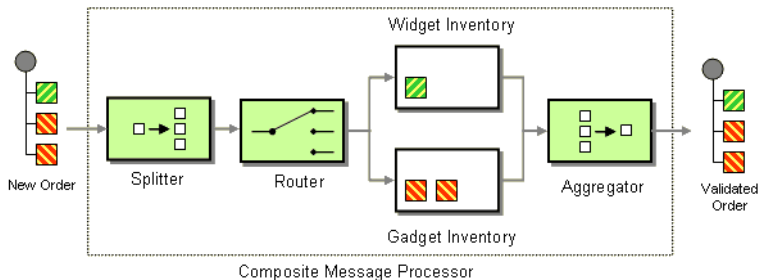 Widget Inventory
New Order
Splitter
Router
Gadget Inventory
Aggregator
Validated
Order
Composite Message Processor